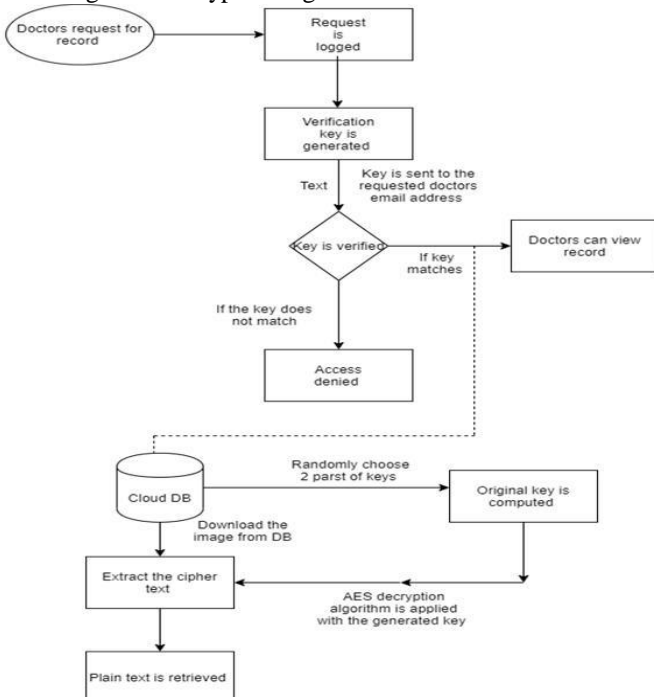 Doctors request for
record
Request
is
logged
Verification
key is
generated
Text
Key is sent to the
requested doctors
email address
Key is verified
If key
matches
Doctors can view
record
If the key does
not match
Access
denied
Randomly choose
2 parst of keys
Cloud DB
Original key is
computed
Download the
image from DB
Extract the cipher
text
AES decryption
algorithm is applied
with the generated key
Plain text is retrieved